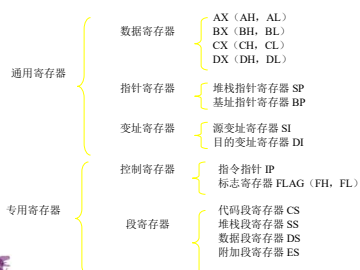 通用寄存器
数据寄存器
AX（AH，AL）
BX（BH，BL）
CX（CH，CL）
DX（DH，DL）
指针寄存器
堆栈指针寄存器 SP
基址指针寄存器 BP
变址寄存器
源变址寄存器 SI
目的变址寄存器 DI
专用寄存器
控制寄存器
指令指针 IP
标志寄存器 FLAG（FH，FL）
段寄存器
代码段寄存器 CS
堆栈段寄存器 SS
数据段寄存器 DS
附加段寄存器 ES